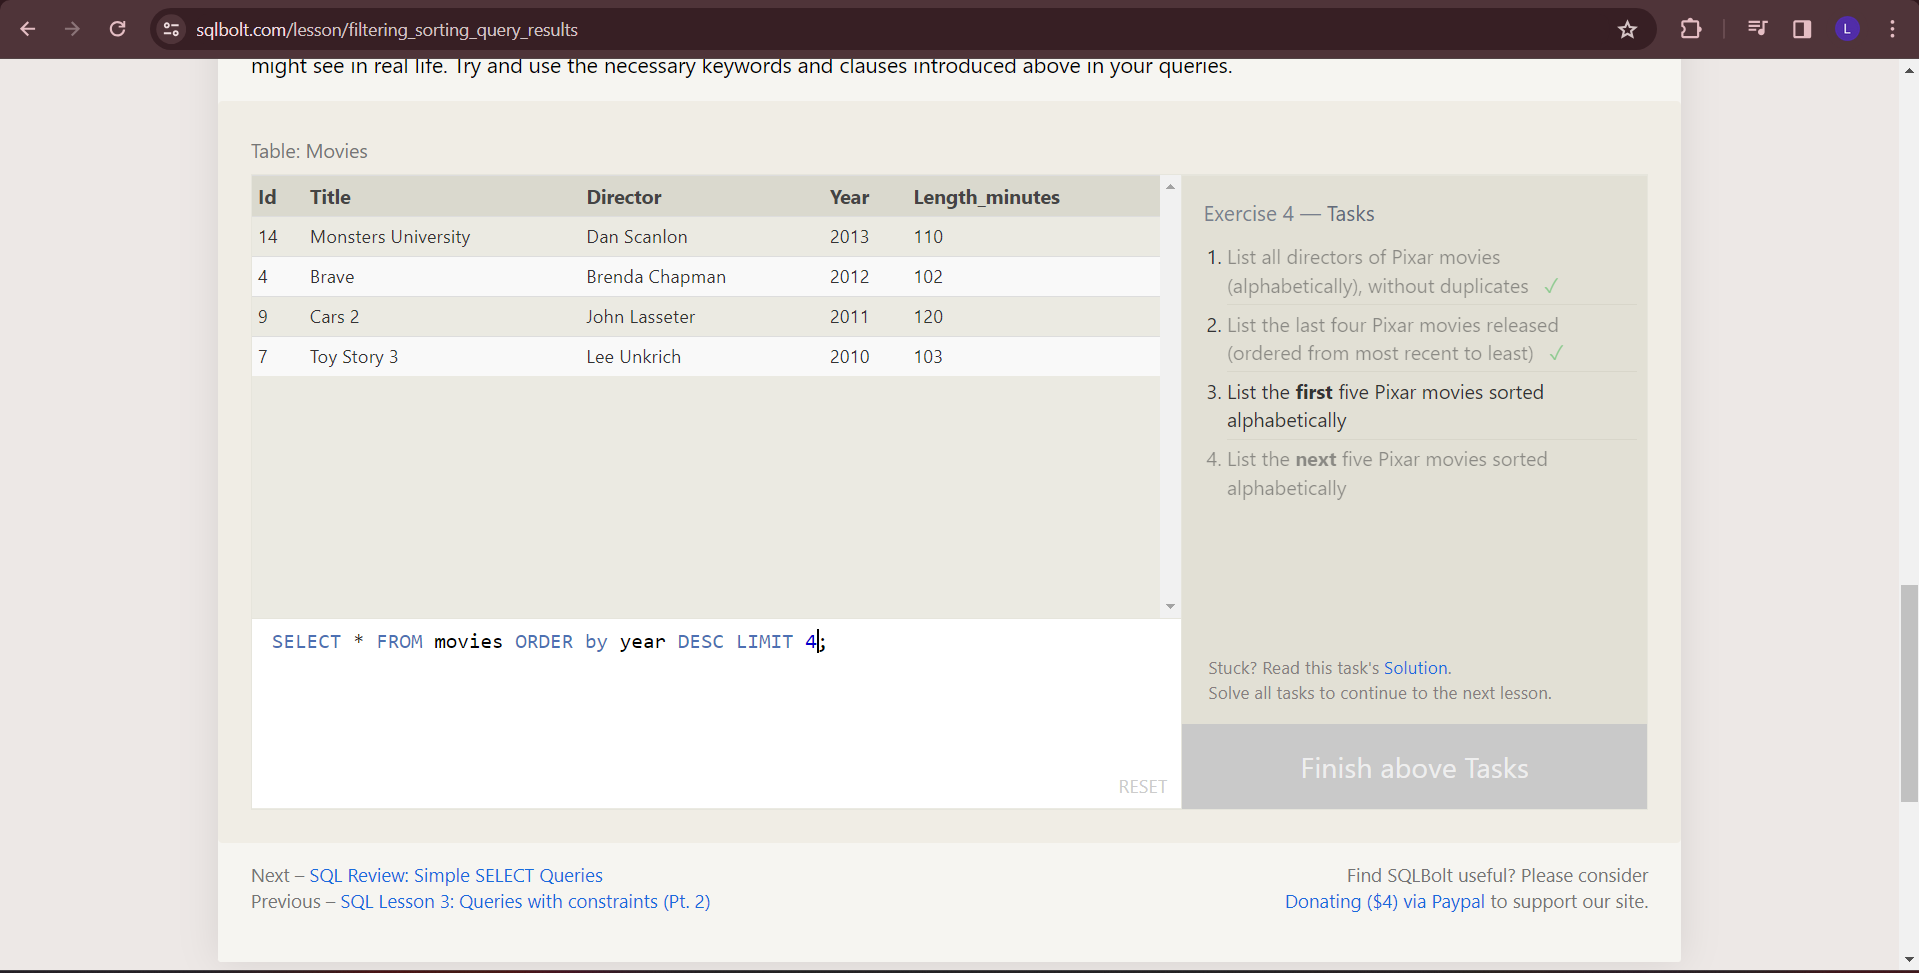 sqlbolt.com/lesson/filtering_sorting_query_results
L
might see in real life. Try and use the necessary keywords and clauses introduced above in your queries.
Table: Movies
Id Title Director Year Length_minutes
14 Monsters University Dan Scanlon 2013 110
4 Brave Brenda Chapman 2012 102
9 Cars 2 John Lasseter 2011 120
7 Toy Story 3 Lee Unkrich 2010 103
SELECT * FROM movies ORDER by year DESC LIMIT 4;
RESET
Exercise 4 — Tasks
1. List all directors of Pixar movies
(alphabetically), without duplicates ✓
2. List the last four Pixar movies released
(ordered from most recent to least) ✓
3. List the first five Pixar movies sorted
alphabetically
4. List the next five Pixar movies sorted
alphabetically
Stuck? Read this task's Solution.
Solve all tasks to continue to the next lesson.
Finish above Tasks
Next – SQL Review: Simple SELECT Queries
Previous – SQL Lesson 3: Queries with constraints (Pt. 2)
Find SQLBolt useful? Please consider
Donating ($4) via Paypal to support our site.